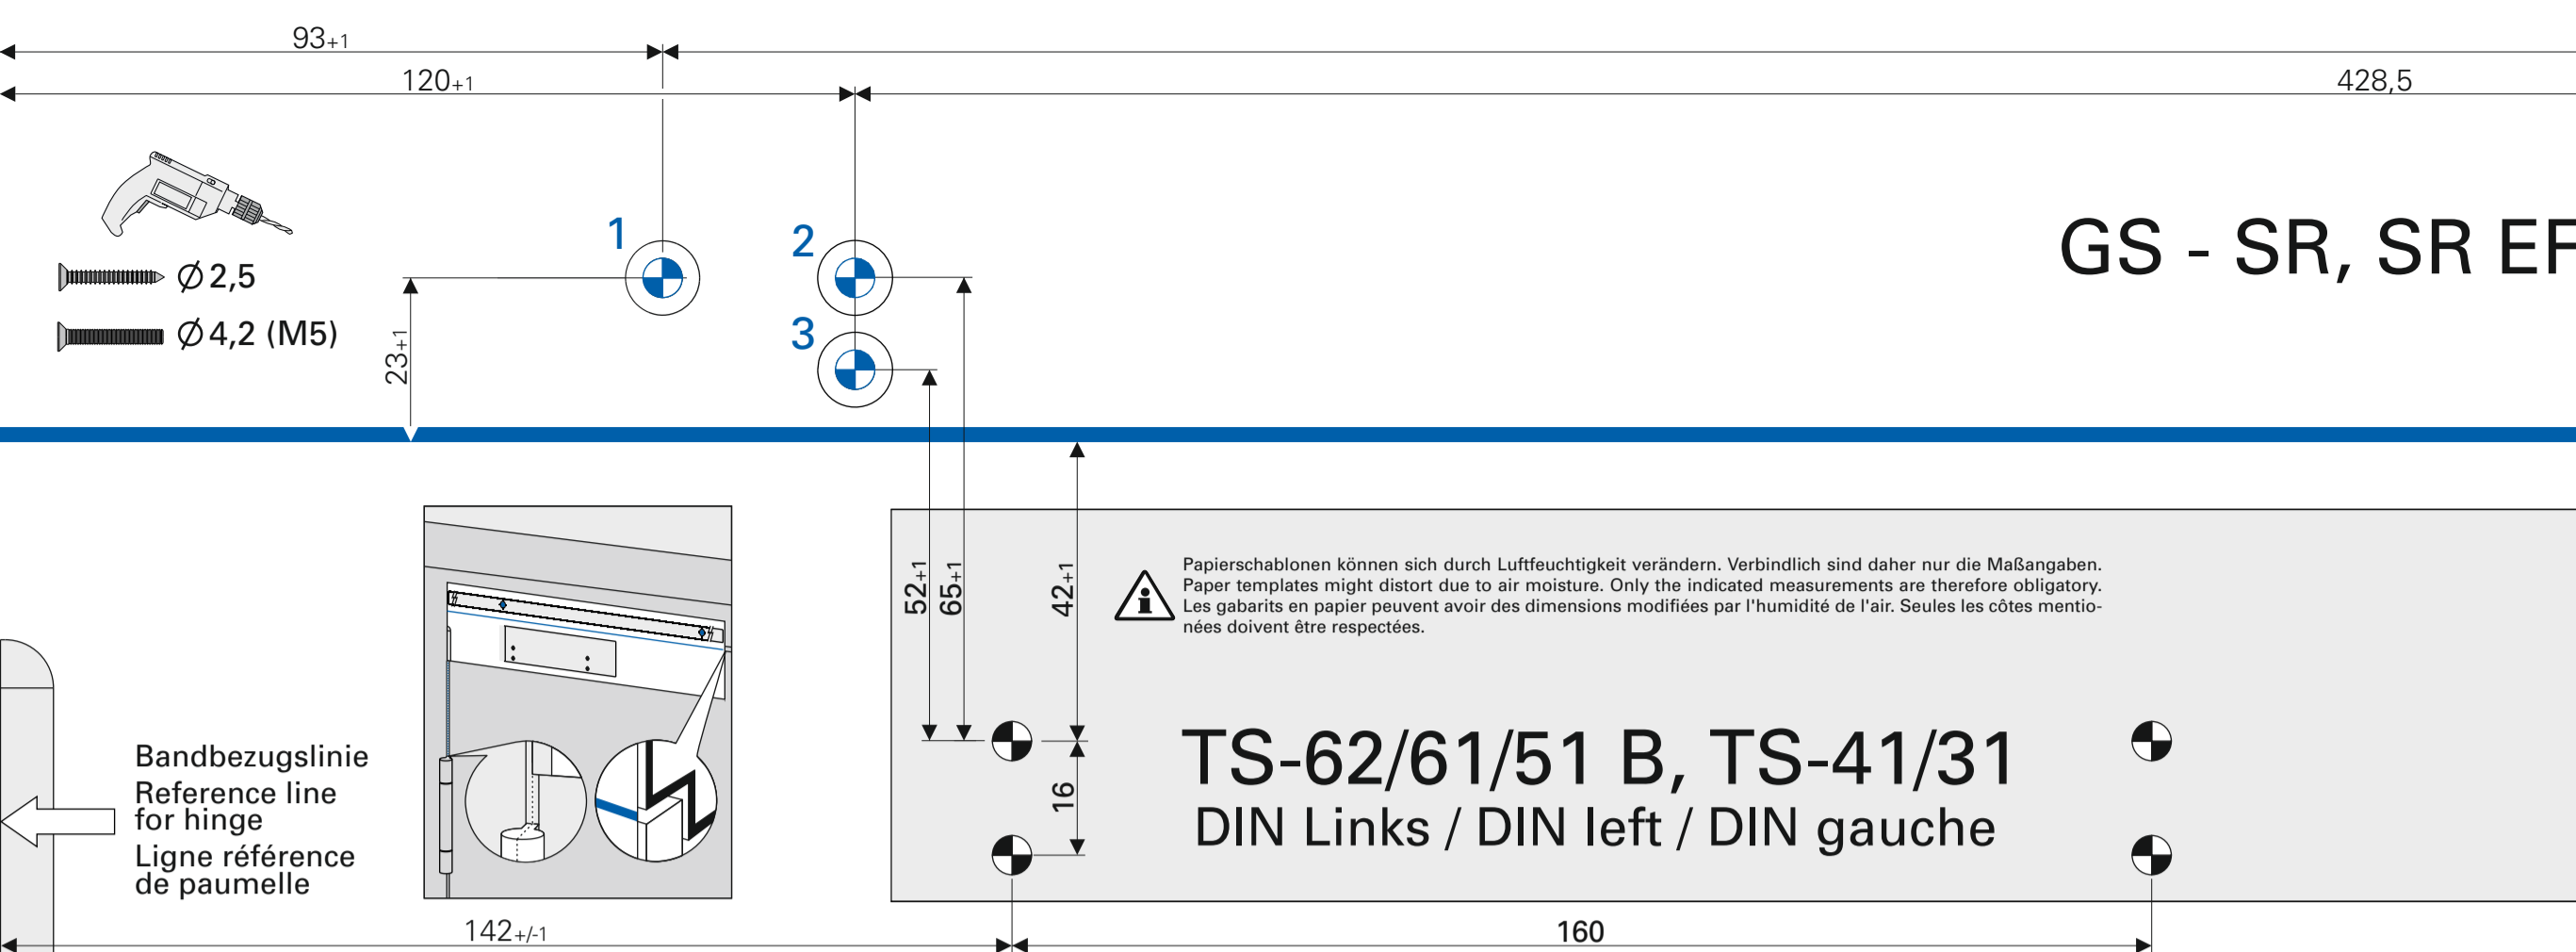 93+1
120+1
428,5
1
2
GS - SR, SR EF
Ø 2,5
Ø 4,2 (M5)
3
23+1
52+1
65+1
42+1
Papierschablonen können sich durch Luftfeuchtigkeit verändern. Verbindlich sind daher nur die Maßangaben.
Paper templates might distort due to air moisture. Only the indicated measurements are therefore obligatory.
Les gabarits en papier peuvent avoir des dimensions modifiées par l'humidité de l'air. Seules les côtes mentio-
nées doivent être respectées.
Bandbezugslinie
Reference line
for hinge
Ligne référence
de paumelle
16
TS-62/61/51 B, TS-41/31
DIN Links / DIN left / DIN gauche
142+/-1
160